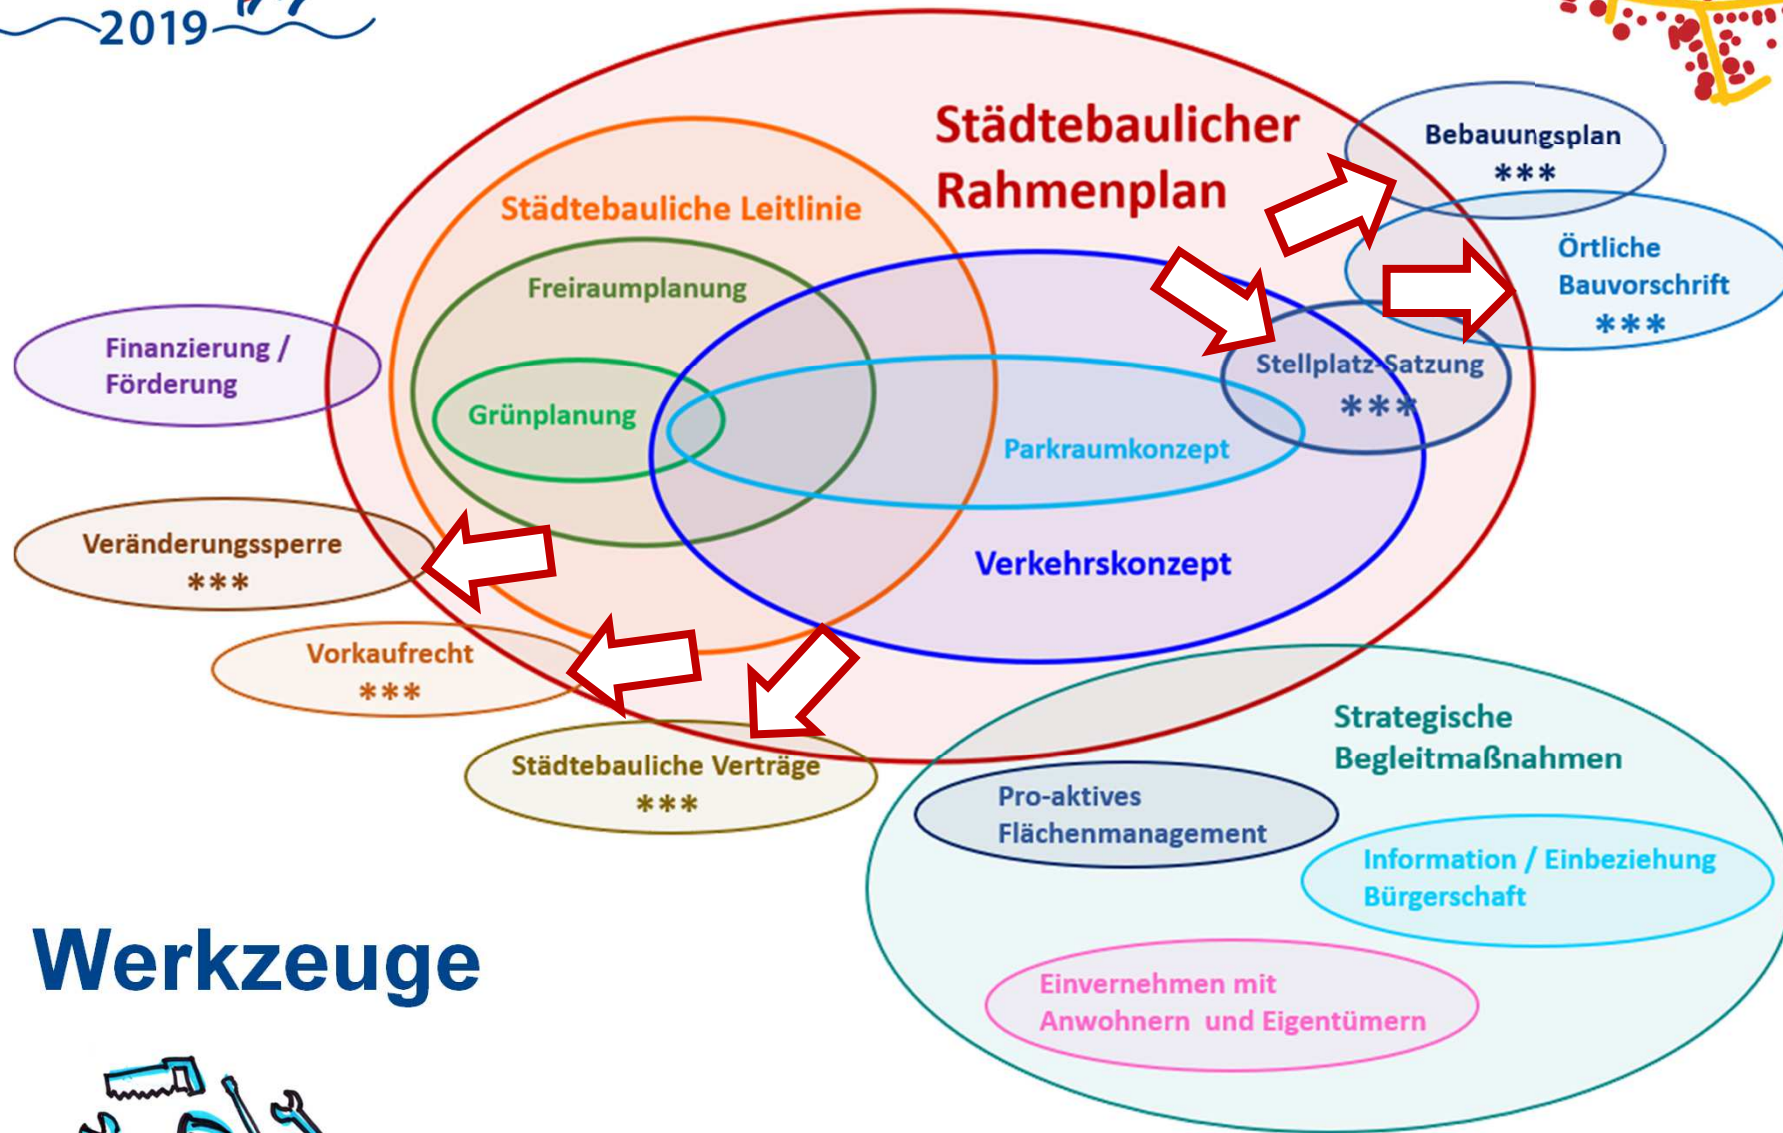 2019
Städtebaulicher
Rahmenplan
Bebauungsplan
***
Städtebauliche Leitlinie
Örtliche
Bauvorschrift
***
Freiraumplanung
Finanzierung /
Förderung
Stellplatz-Satzung
***
Grünplanung
Parkraumkonzept
Veränderungssperre
***
Verkehrskonzept
Vorkaufrecht
***
Städtebauliche Verträge
***
Strategische
Begleitmaßnahmen
Pro-aktives
Flächenmanagement
Information / Einbeziehung
Bürgerschaft
Werkzeuge
Einvernehmen mit
Anwohnern und Eigentümern